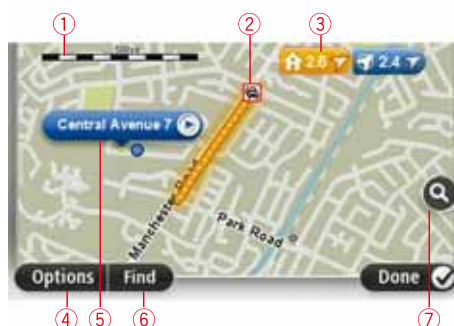 ① ② ③
2.6 2.4
Central Avenue 7
Manchester Road
Park Road
Options Find Done
④ ⑤ ⑥ ⑦